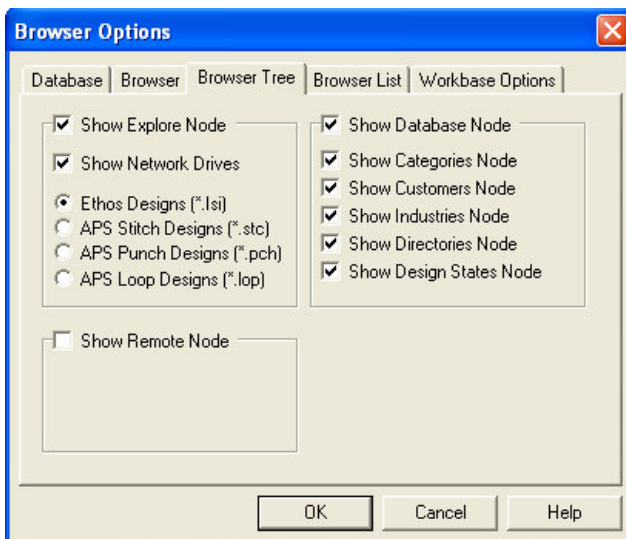 Browser Options
Database Browser Browser Tree Browser List Workbase Options
Show Explore Node
Show Network Drives
Ethos Designs (*.lsi)
APS Stitch Designs (*.stc)
APS Punch Designs (*.pch)
APS Loop Designs (*.lop)
Show Remote Node
Show Database Node
Show Categories Node
Show Customers Node
Show Industries Node
Show Directories Node
Show Design States Node
OK Cancel Help